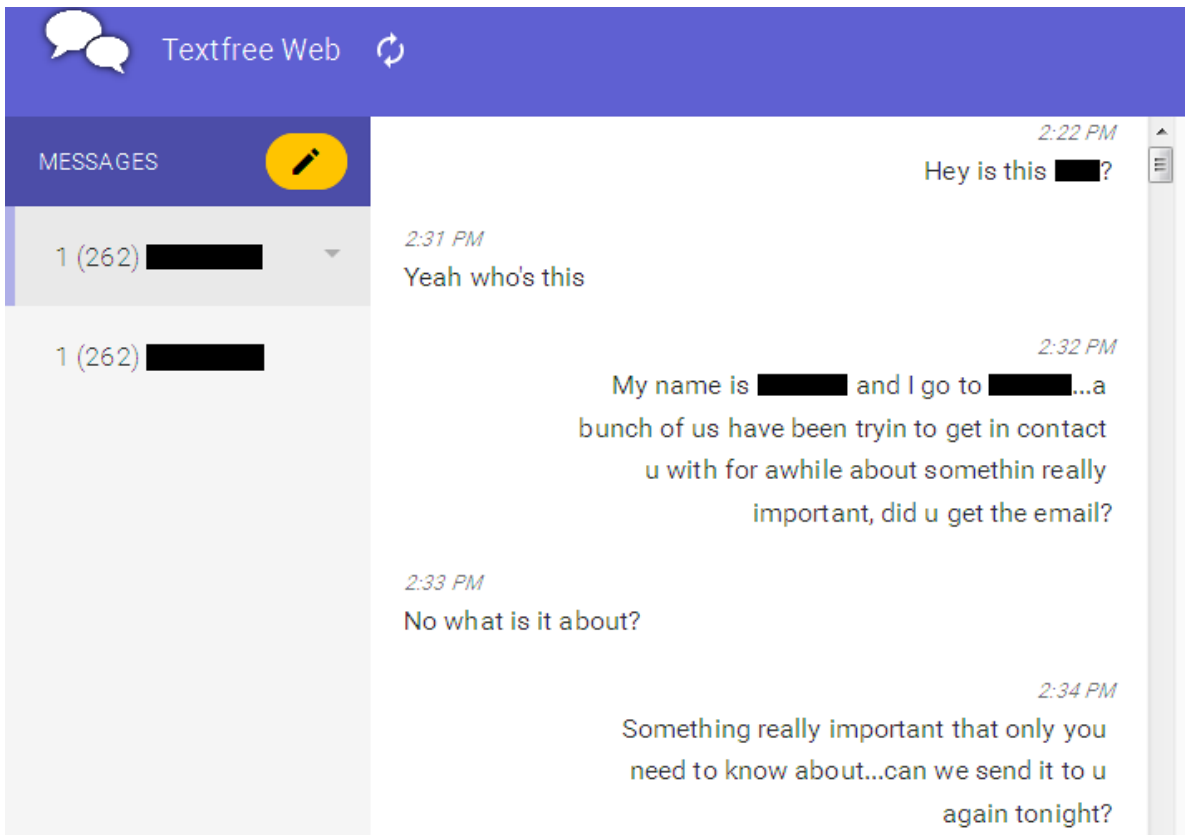 Textfree Web
MESSAGES
1 (262)
1 (262)
2:22 PM
Hey is this ?
2:31 PM
Yeah who's this
2:32 PM
My name is and I go to ...a
bunch of us have been tryin to get in contact
u with for awhile about somethin really
important, did u get the email?
2:33 PM
No what is it about?
2:34 PM
Something really important that only you
need to know about...can we send it to u
again tonight?